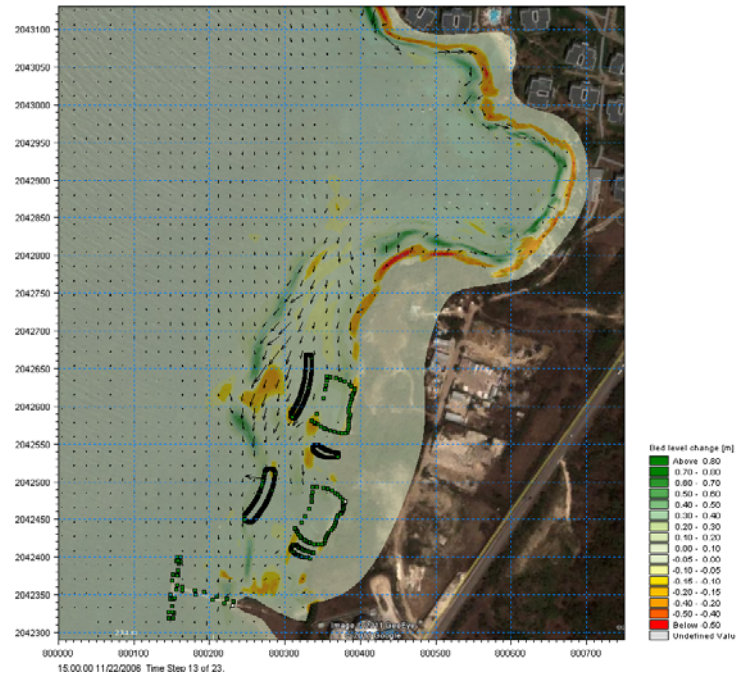 2043100
2043050
2043000
2042950
2042900
2042850
2042800
2042750
2042700
2042650
2042600
2042550
2042500
2042450
2042400
2042350
2042300
800000 800100 800200 800300 800400 800500 800600 800700
15:00:00 11/22/2006 Time Step 13 of 23.
Bed level change [m]
Above 0.80
0.70 - 0.80
0.60 - 0.70
0.50 - 0.60
0.40 - 0.50
0.30 - 0.40
0.20 - 0.30
0.10 - 0.20
0.00 - 0.10
-0.05 - 0.00
-0.10 - -0.05
-0.15 - -0.10
-0.20 - -0.15
-0.40 - -0.20
-0.50 - -0.40
Below -0.50
Undefined Valu